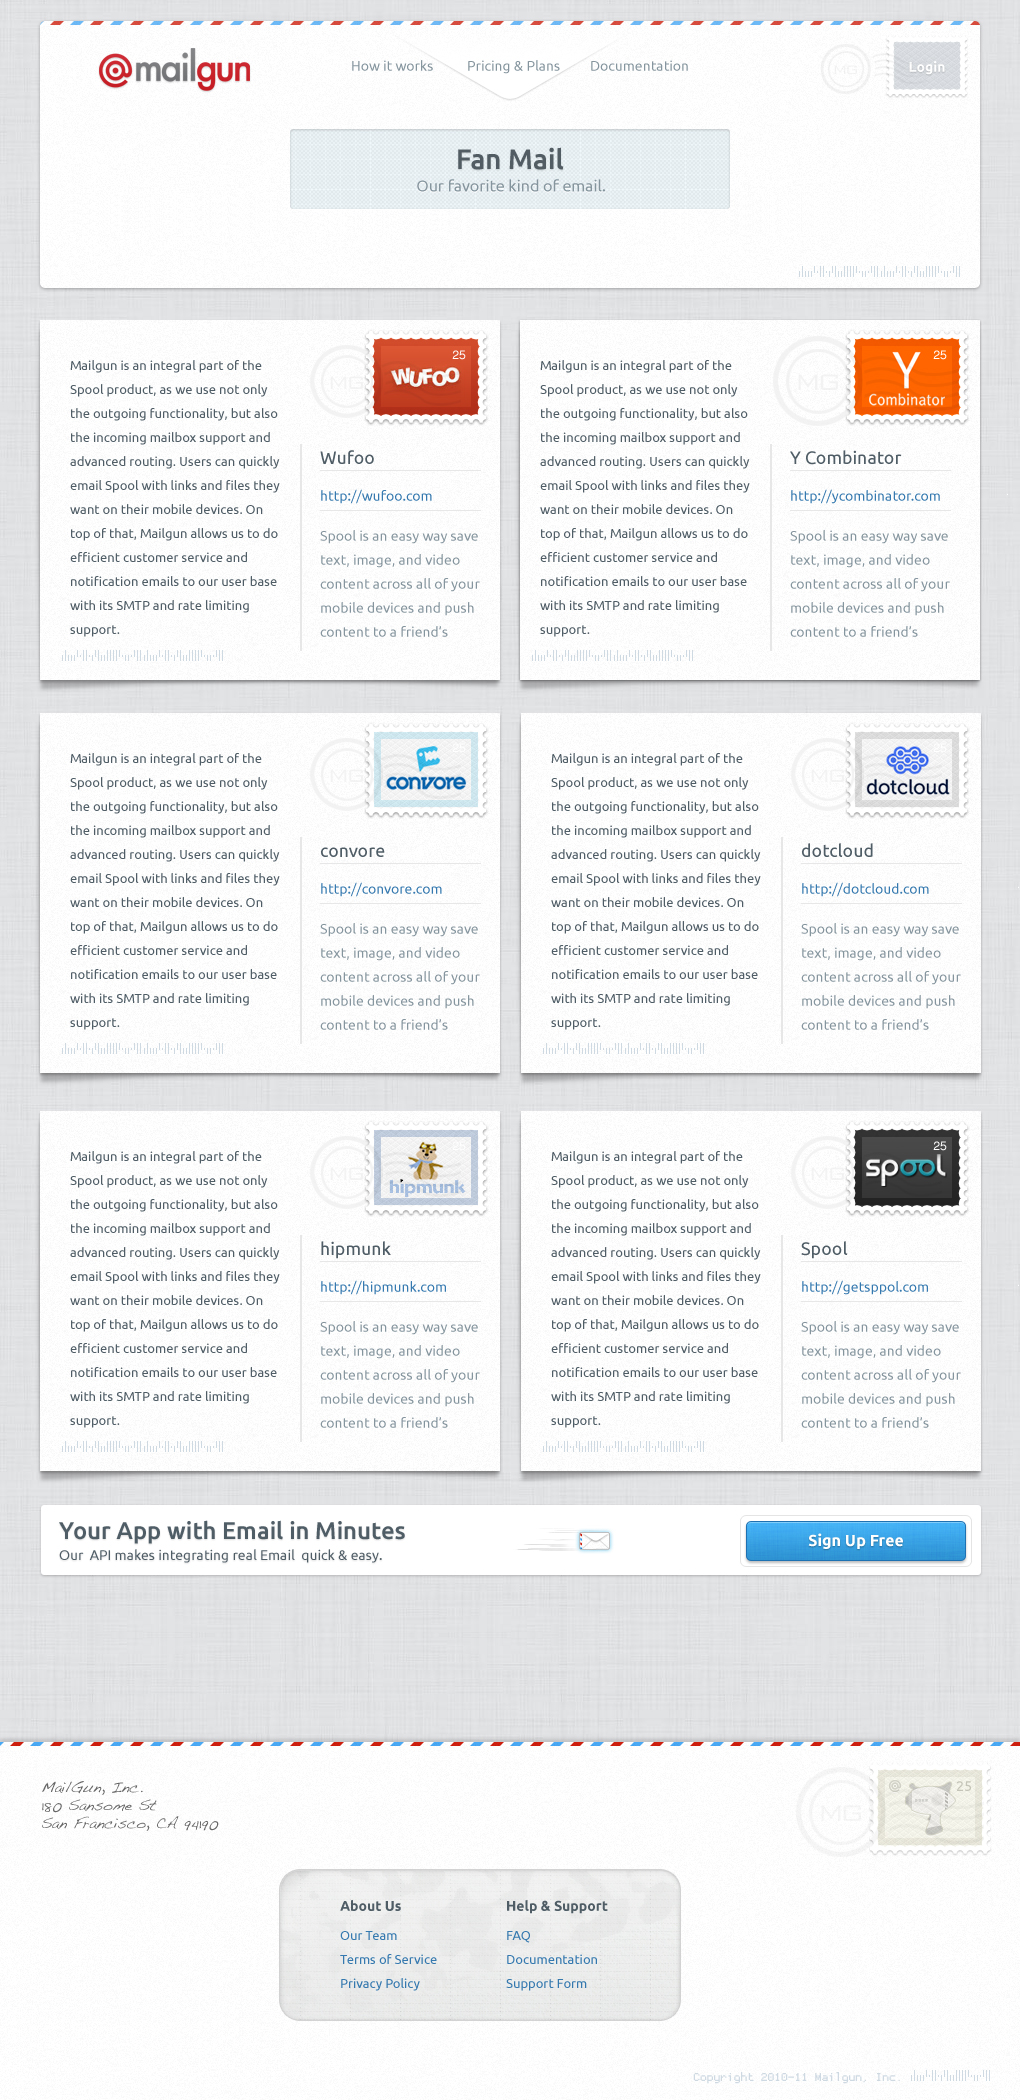 @mailgun
How it works Pricing & Plans Documentation
MG
Login
Fan Mail
Our favorite kind of email.
Mailgun is an integral part of the
Spool product, as we use not only
the outgoing functionality, but also
the incoming mailbox support and
advanced routing. Users can quickly
email Spool with links and files they
want on their mobile devices. On
top of that, Mailgun allows us to do
efficient customer service and
notification emails to our user base
with its SMTP and rate limiting
support.
MG
25
WUFOO
Wufoo
http://wufoo.com
Spool is an easy way save
text, image, and video
content across all of your
mobile devices and push
content to a friend's
Mailgun is an integral part of the
Spool product, as we use not only
the outgoing functionality, but also
the incoming mailbox support and
advanced routing. Users can quickly
email Spool with links and files they
want on their mobile devices. On
top of that, Mailgun allows us to do
efficient customer service and
notification emails to our user base
with its SMTP and rate limiting
support.
MG
25
Y
Combinator
Y Combinator
http://ycombinator.com
Spool is an easy way save
text, image, and video
content across all of your
mobile devices and push
content to a friend's
Mailgun is an integral part of the
Spool product, as we use not only
the outgoing functionality, but also
the incoming mailbox support and
advanced routing. Users can quickly
email Spool with links and files they
want on their mobile devices. On
top of that, Mailgun allows us to do
efficient customer service and
notification emails to our user base
with its SMTP and rate limiting
support.
MG
convore
convore
http://convore.com
Spool is an easy way save
text, image, and video
content across all of your
mobile devices and push
content to a friend's
Mailgun is an integral part of the
Spool product, as we use not only
the outgoing functionality, but also
the incoming mailbox support and
advanced routing. Users can quickly
email Spool with links and files they
want on their mobile devices. On
top of that, Mailgun allows us to do
efficient customer service and
notification emails to our user base
with its SMTP and rate limiting
support.
MG
dotcloud
dotcloud
http://dotcloud.com
Spool is an easy way save
text, image, and video
content across all of your
mobile devices and push
content to a friend's
Mailgun is an integral part of the
Spool product, as we use not only
the outgoing functionality, but also
the incoming mailbox support and
advanced routing. Users can quickly
email Spool with links and files they
want on their mobile devices. On
top of that, Mailgun allows us to do
efficient customer service and
notification emails to our user base
with its SMTP and rate limiting
support.
MG
hipmunk
hipmunk
http://hipmunk.com
Spool is an easy way save
text, image, and video
content across all of your
mobile devices and push
content to a friend's
Mailgun is an integral part of the
Spool product, as we use not only
the outgoing functionality, but also
the incoming mailbox support and
advanced routing. Users can quickly
email Spool with links and files they
want on their mobile devices. On
top of that, Mailgun allows us to do
efficient customer service and
notification emails to our user base
with its SMTP and rate limiting
support.
MG
25
spool
Spool
http://getsppol.com
Spool is an easy way save
text, image, and video
content across all of your
mobile devices and push
content to a friend's
Your App with Email in Minutes
Our API makes integrating real Email quick & easy.
Sign Up Free
MailGun, Inc.
180 Sansome St
San Francisco, CA 94190
MG
@ 25
About Us
Our Team
Terms of Service
Privacy Policy
Help & Support
FAQ
Documentation
Support Form
Copyright 2010-11 Mailgun, Inc.